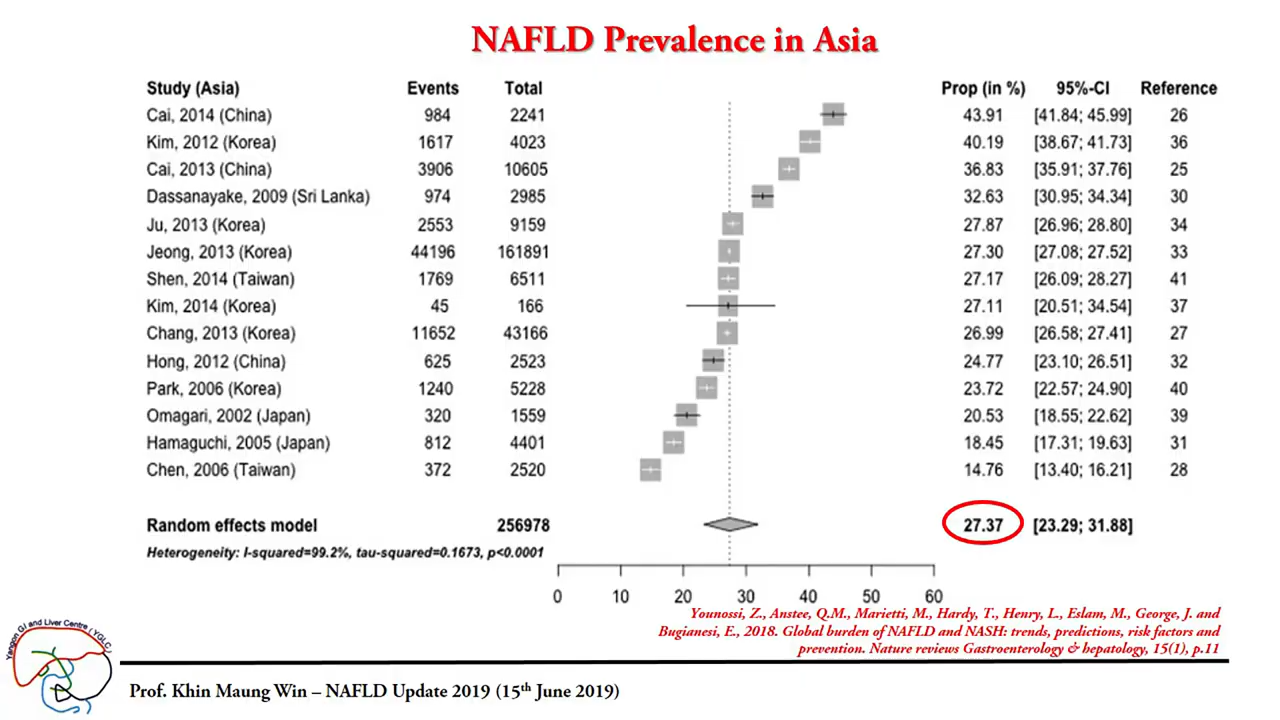 NAFLD Prevalence in Asia
Study (Asia) Events Total Prop (in %) 95%-CI Reference
Cai, 2014 (China) 984 2241 43.91 [41.84; 45.99] 26
Kim, 2012 (Korea) 1617 4023 40.19 [38.67; 41.73] 36
Cai, 2013 (China) 3906 10605 36.83 [35.91; 37.76] 25
Dassanayake, 2009 (Sri Lanka) 974 2985 32.63 [30.95; 34.34] 30
Ju, 2013 (Korea) 2553 9159 27.87 [26.96; 28.80] 34
Jeong, 2013 (Korea) 44196 161891 27.30 [27.08; 27.52] 33
Shen, 2014 (Taiwan) 1769 6511 27.17 [26.09; 28.27] 41
Kim, 2014 (Korea) 45 166 27.11 [20.51; 34.54] 37
Chang, 2013 (Korea) 11652 43166 26.99 [26.58; 27.41] 27
Hong, 2012 (China) 625 2523 24.77 [23.10; 26.51] 32
Park, 2006 (Korea) 1240 5228 23.72 [22.57; 24.90] 40
Omagari, 2002 (Japan) 320 1559 20.53 [18.55; 22.62] 39
Hamaguchi, 2005 (Japan) 812 4401 18.45 [17.31; 19.63] 31
Chen, 2006 (Taiwan) 372 2520 14.76 [13.40; 16.21] 28
Random effects model 256978 27.37 [23.29; 31.88]
Heterogeneity: I-squared=99.2%, tau-squared=0.1673, p<0.0001
0 10 20 30 40 50 60
Younossi, Z., Anstee, Q.M., Marietti, M., Hardy, T., Henry, L., Eslam, M., George, J. and
Bugianesi, E., 2018. Global burden of NAFLD and NASH: trends, predictions, risk factors and
prevention. Nature reviews Gastroenterology & hepatology, 15(1), p.11
Yangon GI and Liver Centre (YGLC)
Prof. Khin Maung Win – NAFLD Update 2019 (15th June 2019)